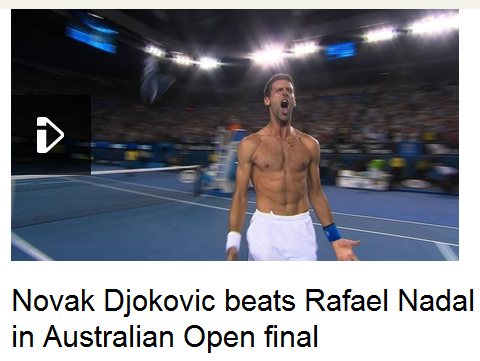 Novak Djokovic beats Rafael Nadal
in Australian Open final